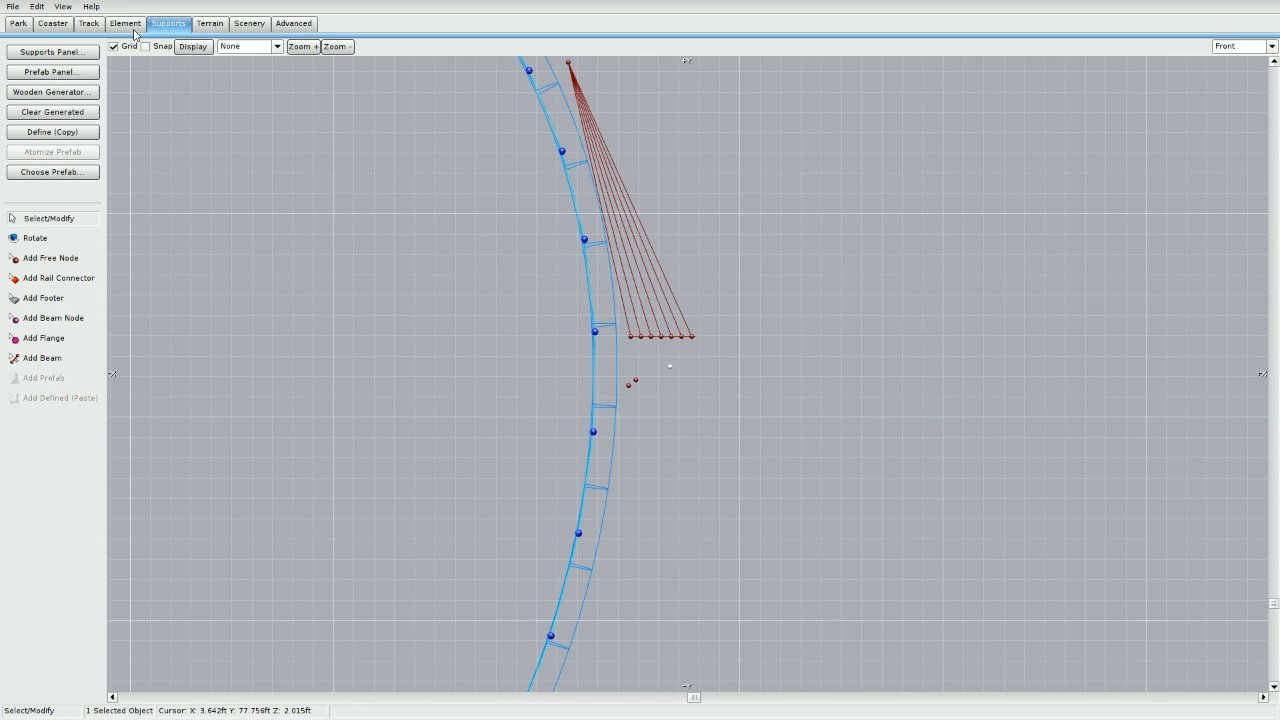 File Edit View Help
Park Coaster Track Element Supports Terrain Scenery Advanced
Supports Panel... Grid Snap Display None Zoom + Zoom - Front
Prefab Panel...
Wooden Generator...
Clear Generated
Define (Copy)
Atomize Prefab
Choose Prefab...
Select/Modify
Rotate
Add Free Node
Add Rail Connector
Add Footer
Add Beam Node
Add Flange
Add Beam
Add Prefab
Add Defined (Paste)
Select/Modify 1 Selected Object Cursor: X: 3.642ft Y: 77.756ft Z: 2.015ft